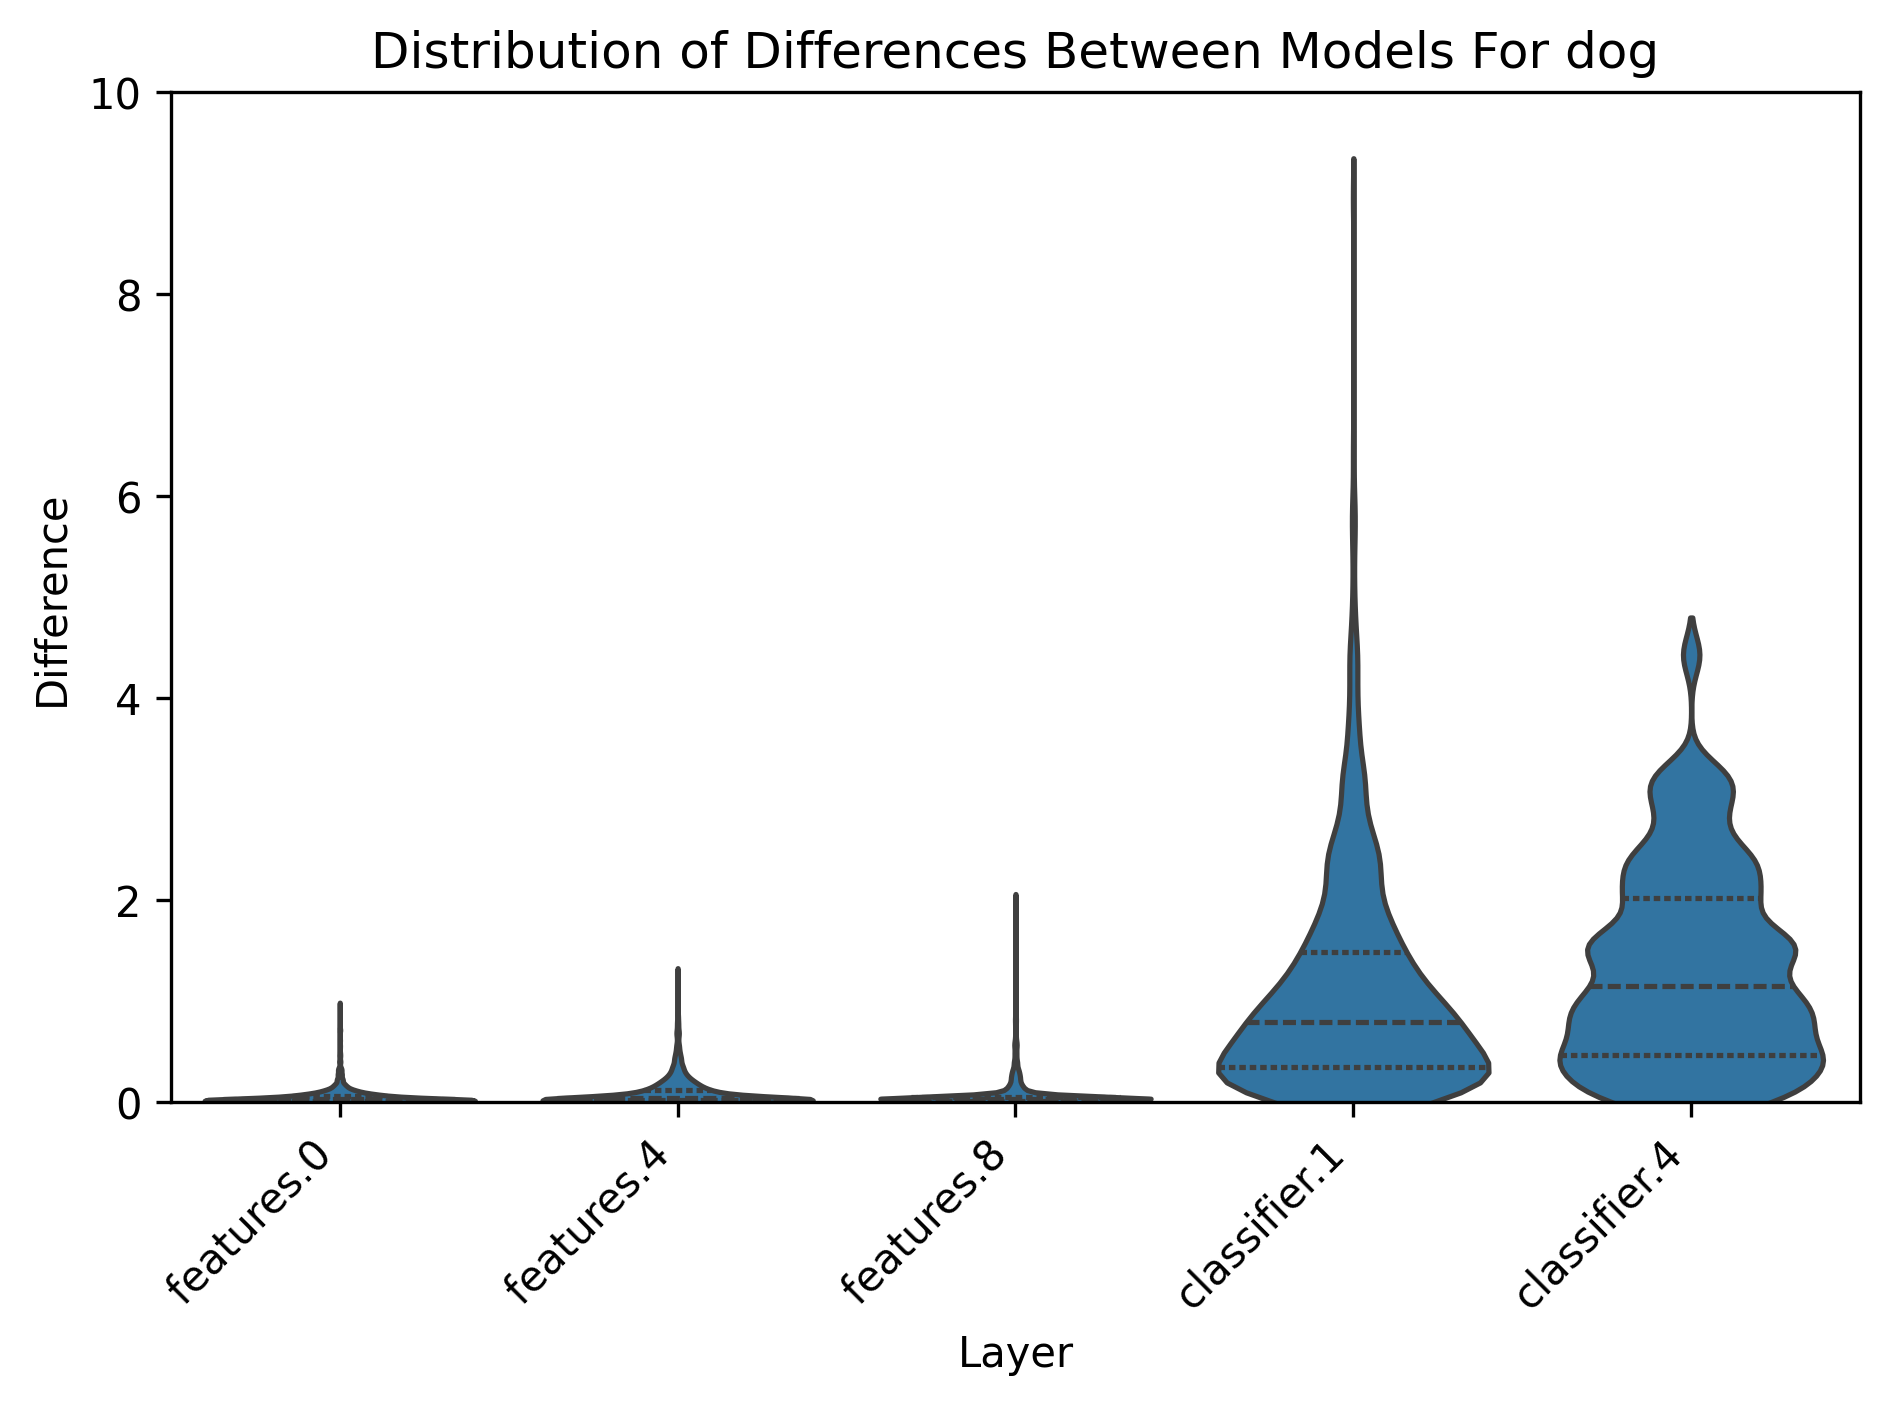 Distribution of Differences Between Models For dog
10
8
6
4
2
0
Difference
features.0
features.4
features.8
classifier.1
classifier.4
Layer